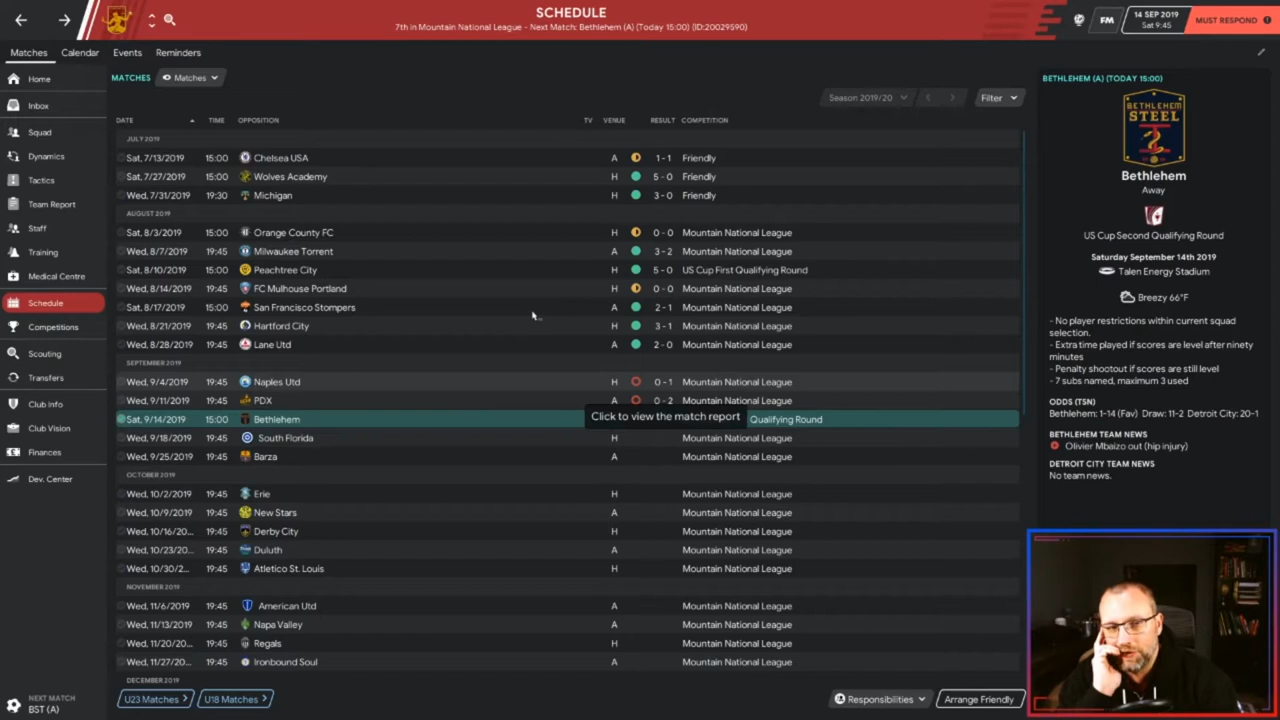 SCHEDULE
7th in Mountain National League - Next Match: Bethlehem (A) (Today 15:00) (ID:20029590)
FM
14 SEP 2019
Sat 9:45
MUST RESPOND
Matches Calendar Events Reminders
Home
Inbox
Squad
Dynamics
Tactics
Team Report
Staff
Training
Medical Centre
Schedule
Competitions
Scouting
Transfers
Club Info
Club Vision
Finances
Dev. Center
NEXT MATCH
BST (A)
MATCHES Matches
Season 2019/20 Filter
DATE TIME OPPOSITION TV VENUE RESULT COMPETITION
JULY 2019
Sat, 7/13/2019 15:00 Chelsea USA A 1-1 Friendly
Sat, 7/27/2019 15:00 Wolves Academy H 5-0 Friendly
Wed, 7/31/2019 19:30 Michigan H 3-0 Friendly
AUGUST 2019
Sat, 8/3/2019 15:00 Orange County FC H 0-0 Mountain National League
Wed, 8/7/2019 19:45 Milwaukee Torrent A 3-2 Mountain National League
Sat, 8/10/2019 15:00 Peachtree City H 5-0 US Cup First Qualifying Round
Wed, 8/14/2019 19:45 FC Mulhouse Portland H 0-0 Mountain National League
Sat, 8/17/2019 15:00 San Francisco Stompers A 2-1 Mountain National League
Wed, 8/21/2019 19:45 Hartford City H 3-1 Mountain National League
Wed, 8/28/2019 19:45 Lane Utd A 2-0 Mountain National League
SEPTEMBER 2019
Wed, 9/4/2019 19:45 Naples Utd H 0-1 Mountain National League
Wed, 9/11/2019 19:45 PDX A 0-2 Mountain National League
Sat, 9/14/2019 15:00 Bethlehem Qualifying Round
Click to view the match report
Wed, 9/18/2019 19:45 South Florida H Mountain National League
Wed, 9/25/2019 19:45 Barza A Mountain National League
OCTOBER 2019
Wed, 10/2/2019 19:45 Erie H Mountain National League
Wed, 10/9/2019 19:45 New Stars A Mountain National League
Wed, 10/16/20... 19:45 Derby City H Mountain National League
Wed, 10/23/20... 19:45 Duluth A Mountain National League
Wed, 10/30/2... 19:45 Atletico St. Louis H Mountain National League
NOVEMBER 2019
Wed, 11/6/2019 19:45 American Utd A Mountain National League
Wed, 11/13/2019 19:45 Napa Valley A Mountain National League
Wed, 11/20/20... 19:45 Regals H Mountain National League
Wed, 11/27/20... 19:45 Ironbound Soul A Mountain National League
DECEMBER 2019
U23 Matches U18 Matches Responsibilities Arrange Friendly
BETHLEHEM (A) (TODAY 15:00)
BETHLEHEM
STEEL
Bethlehem
Away
US Cup Second Qualifying Round
Saturday September 14th 2019
Talen Energy Stadium
Breezy 66°F
- No player restrictions within current squad
selection.
- Extra time played if scores are level after ninety
minutes
- Penalty shootout if scores are still level
- 7 subs named, maximum 3 used
ODDS (TSN)
Bethlehem: 1-14 (Fav) Draw: 11-2 Detroit City: 20-1
BETHLEHEM TEAM NEWS
Olivier Mbaizo out (hip injury)
DETROIT CITY TEAM NEWS
No team news.